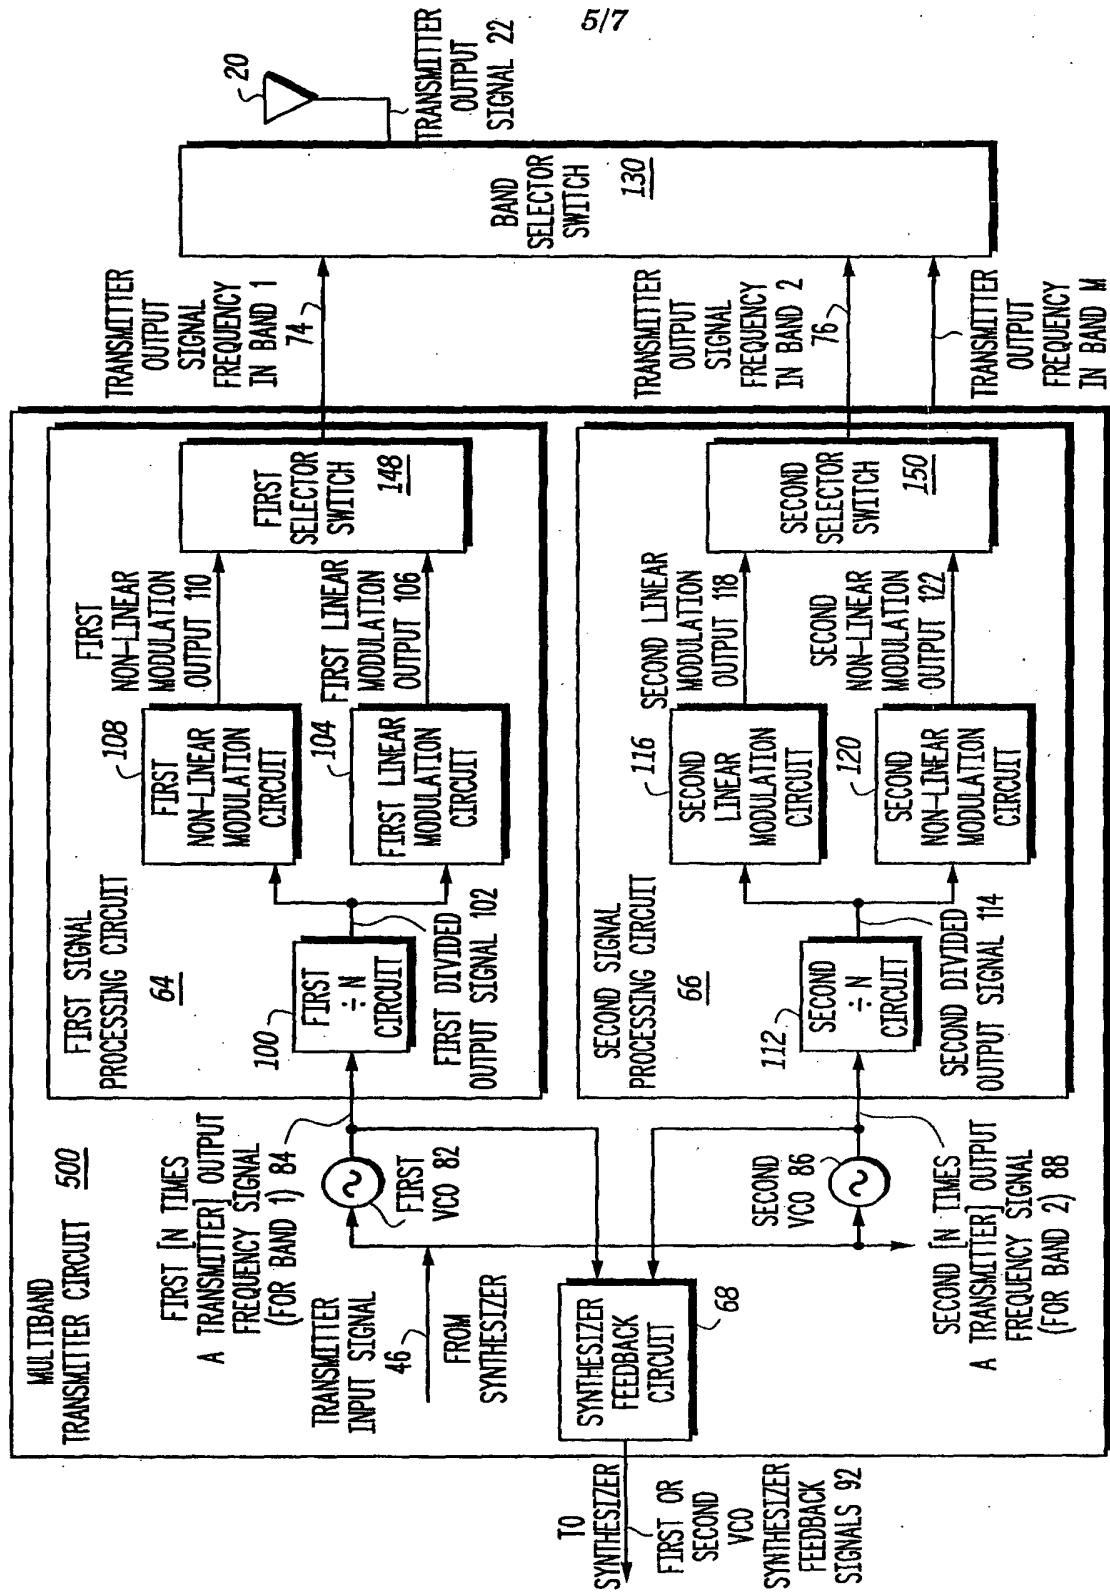 5/7
MULTIBAND
TRANSMITTER CIRCUIT 500
FIRST [N TIMES
A TRANSMITTER] OUTPUT
FREQUENCY SIGNAL
(FOR BAND 1) 84
TRANSMITTER
INPUT SIGNAL
46
FROM
SYNTHESIZER
FIRST
VCO 82
TO
SYNTHESIZER
FIRST OR
SECOND
VCO
SYNTHESIZER
FEEDBACK
SIGNALS 92
SYNTHESIZER
FEEDBACK
CIRCUIT
68
SECOND
VCO 86
SECOND [N TIMES
A TRANSMITTER] OUTPUT
FREQUENCY SIGNAL
(FOR BAND 2) 88
FIRST SIGNAL
PROCESSING CIRCUIT
64
100
FIRST
÷ N
CIRCUIT
FIRST DIVIDED
OUTPUT SIGNAL 102
108
FIRST
NON-LINEAR
MODULATION
CIRCUIT
104
FIRST LINEAR
MODULATION
CIRCUIT
FIRST
NON-LINEAR
MODULATION
OUTPUT 110
FIRST LINEAR
MODULATION
OUTPUT 106
FIRST
SELECTOR
SWITCH
148
SECOND SIGNAL
PROCESSING CIRCUIT
66
112
SECOND
÷ N
CIRCUIT
SECOND DIVIDED
OUTPUT SIGNAL 114
116
SECOND
LINEAR
MODULATION
CIRCUIT
120
SECOND
NON-LINEAR
MODULATION
CIRCUIT
SECOND LINEAR
MODULATION
OUTPUT 118
SECOND
NON-LINEAR
MODULATION
OUTPUT 122
SECOND
SELECTOR
SWITCH
150
TRANSMITTER
OUTPUT
SIGNAL
FREQUENCY
IN BAND 1
74
TRANSMITTER
OUTPUT
SIGNAL
FREQUENCY
IN BAND 2
76
TRANSMITTER
OUTPUT
FREQUENCY
IN BAND M
BAND
SELECTOR
SWITCH
130
20
TRANSMITTER
OUTPUT
SIGNAL 22